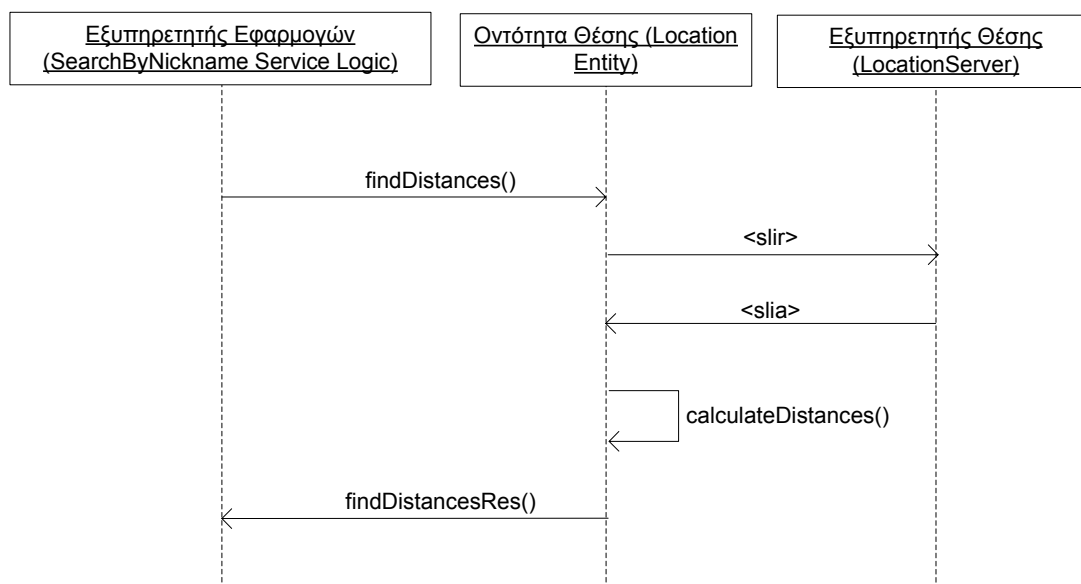 Εξυπηρετητής Εφαρμογών
(SearchByNickname Service Logic)
Οντότητα Θέσης (Location
Entity)
Εξυπηρετητής Θέσης
(LocationServer)
findDistances()
<slir>
<slia>
calculateDistances()
findDistancesRes()